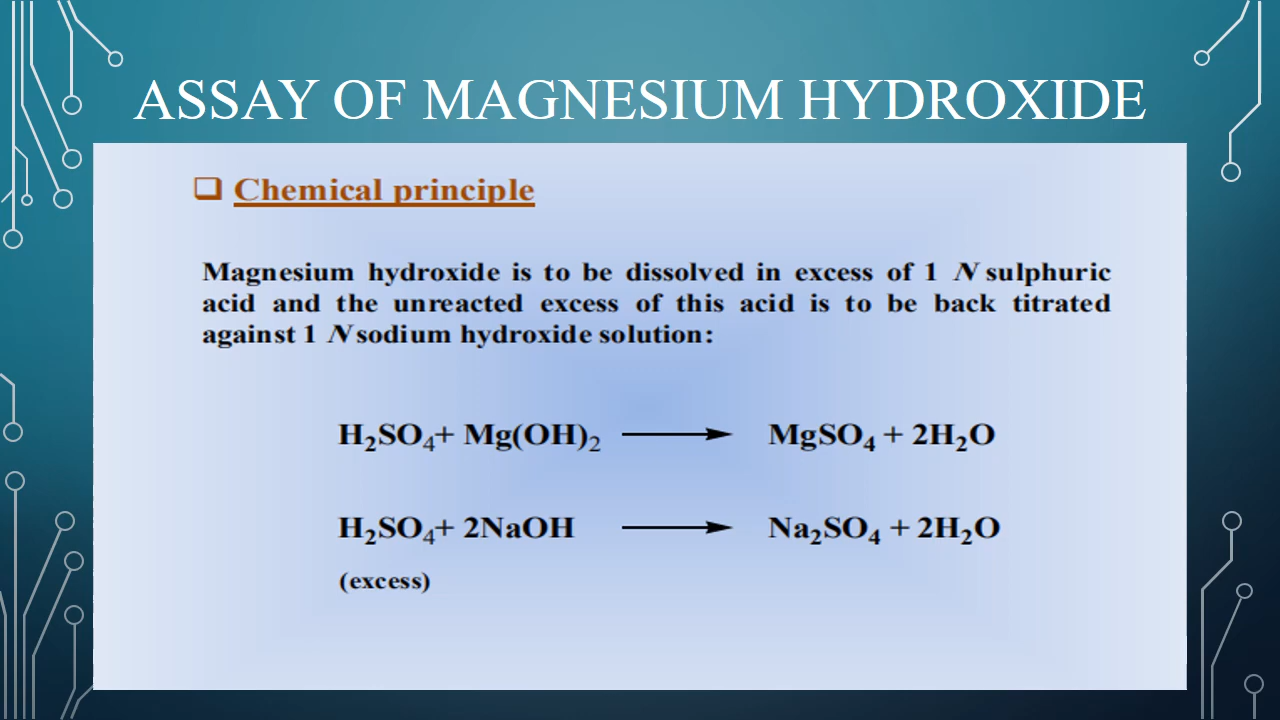 ASSAY OF MAGNESIUM HYDROXIDE
❑ Chemical principle
Magnesium hydroxide is to be dissolved in excess of 1 N sulphuric
acid and the unreacted excess of this acid is to be back titrated
against 1 N sodium hydroxide solution:
H₂SO₄+ Mg(OH)₂ ⟶ MgSO₄ + 2H₂O
H₂SO₄+ 2NaOH ⟶ Na₂SO₄ + 2H₂O
(excess)